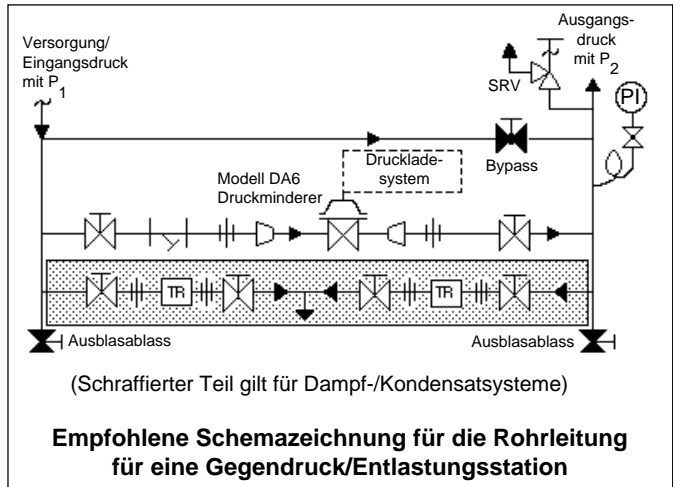 Versorgung/
Eingangsdruck
mit P1
Ausgangs-
druck
mit P2
SRV
PI
Bypass
Drucklade-
system
Modell DA6
Druckminderer
TR
TR
Ausblasablass
Ausblasablass
(Schraffierter Teil gilt für Dampf-/Kondensatsysteme)
Empfohlene Schemazeichnung für die Rohrleitung
für eine Gegendruck/Entlastungsstation